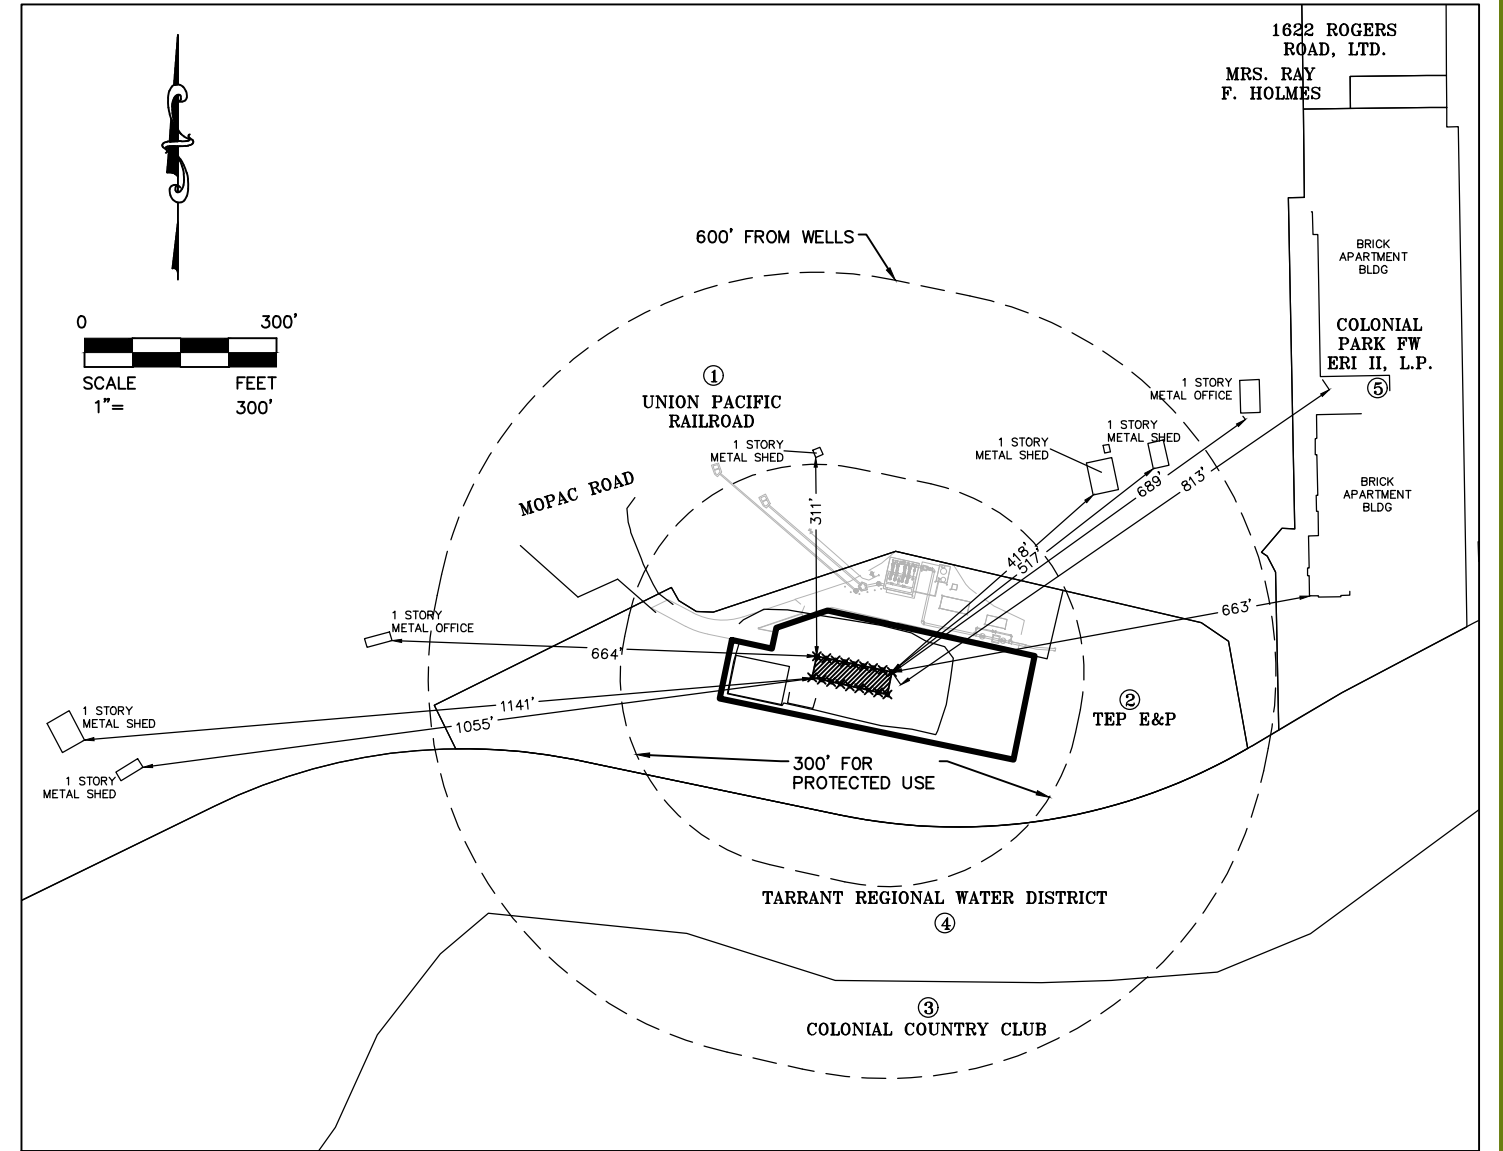 1622 ROGERS
ROAD, LTD.
MRS. RAY
F. HOLMES
600' FROM WELLS
BRICK
APARTMENT
BLDG
0 300'
SCALE FEET
1"= 300'
COLONIAL
PARK FW
ERI II, L.P.
5
1
UNION PACIFIC
RAILROAD
1 STORY
METAL OFFICE
1 STORY
METAL SHED
1 STORY
METAL SHED
1 STORY
METAL SHED
MOPAC ROAD
311'
689'
813'
BRICK
APARTMENT
BLDG
418'
517'
663'
1 STORY
METAL OFFICE
664'
1141'
1055'
1 STORY
METAL SHED
1 STORY
METAL SHED
2
TEP E&P
300' FOR
PROTECTED USE
TARRANT REGIONAL WATER DISTRICT
4
3
COLONIAL COUNTRY CLUB